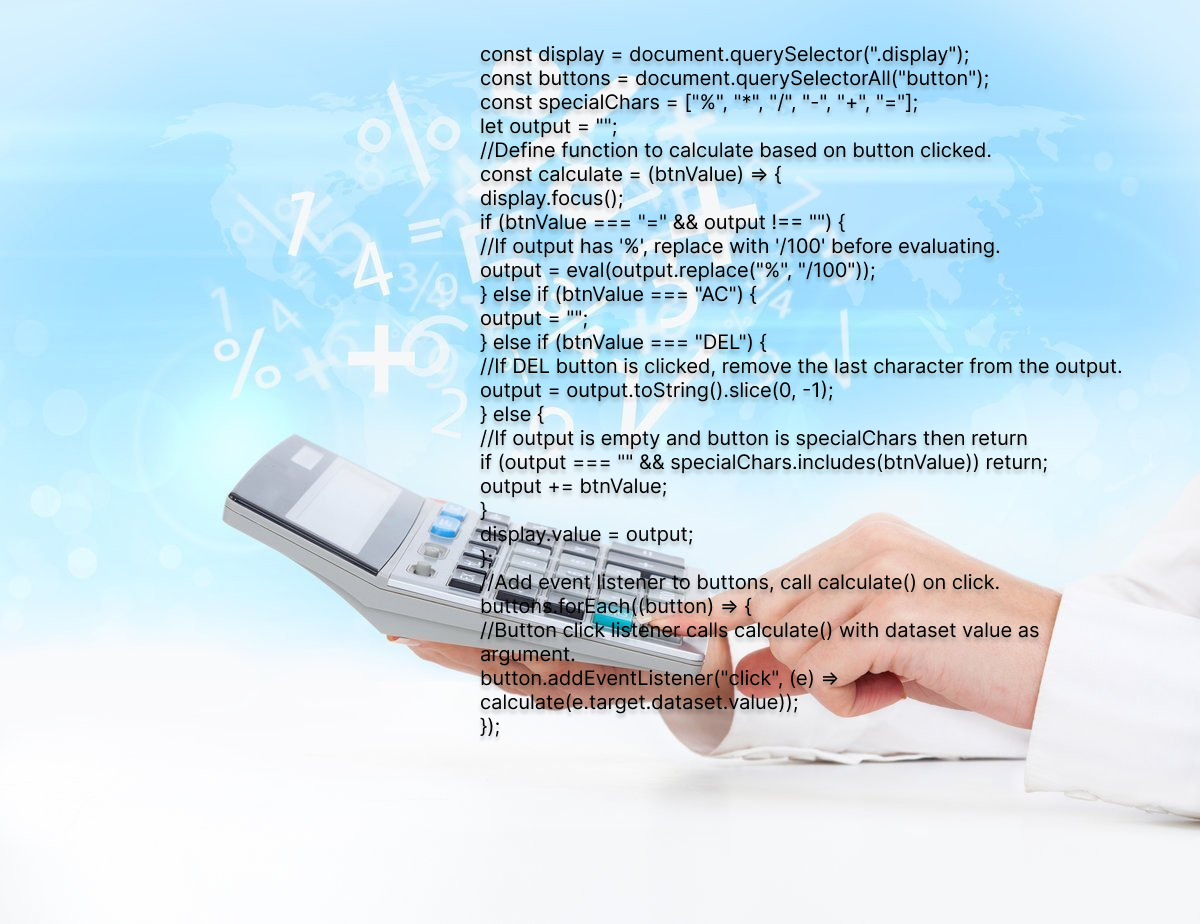 const display = document.querySelector(".display");
const buttons = document.querySelectorAll("button");
const specialChars = ["%", "*", "/", "-", "+", "="];
let output = "";
//Define function to calculate based on button clicked.
const calculate = (btnValue) => {
display.focus();
if (btnValue === "=" && output !== "") {
//If output has '%', replace with '/100' before evaluating.
output = eval(output.replace("%", "/100"));
} else if (btnValue === "AC") {
output = "";
} else if (btnValue === "DEL") {
//If DEL button is clicked, remove the last character from the output.
output = output.toString().slice(0, -1);
} else {
//If output is empty and button is specialChars then return
if (output === "" && specialChars.includes(btnValue)) return;
output += btnValue;
}
display.value = output;
};
//Add event listener to buttons, call calculate() on click.
buttons.forEach((button) => {
//Button click listener calls calculate() with dataset value as
argument.
button.addEventListener("click", (e) =>
calculate(e.target.dataset.value));
});